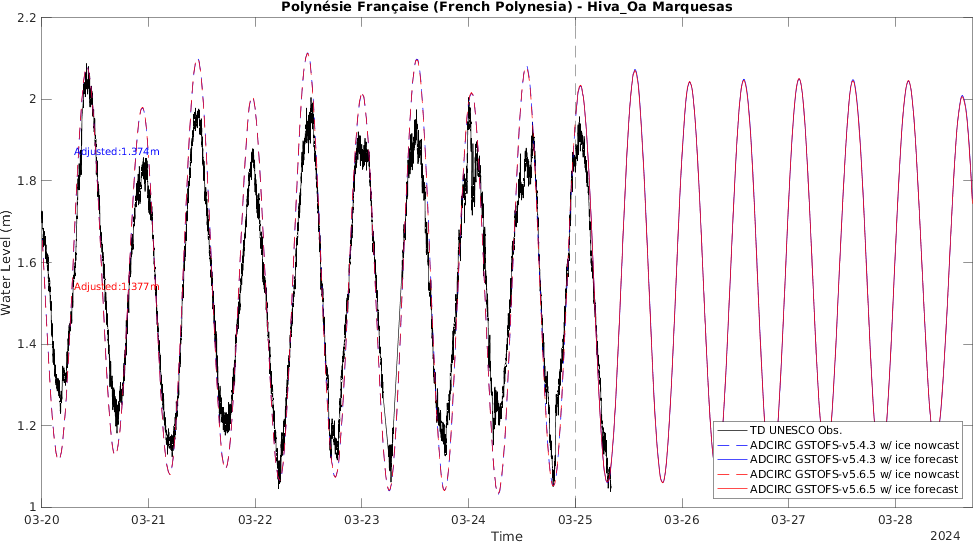 Polynésie Française (French Polynesia) - Hiva_Oa Marquesas
2.2
2
1.8
1.6
1.4
1.2
1
Water Level (m)
Adjusted:1.374m
Adjusted:1.377m
TD UNESCO Obs.
ADCIRC GSTOFS-v5.4.3 w/ ice nowcast
ADCIRC GSTOFS-v5.4.3 w/ ice forecast
ADCIRC GSTOFS-v5.6.5 w/ ice nowcast
ADCIRC GSTOFS-v5.6.5 w/ ice forecast
03-20 03-21 03-22 03-23 03-24 03-25 03-26 03-27 03-28
Time
2024